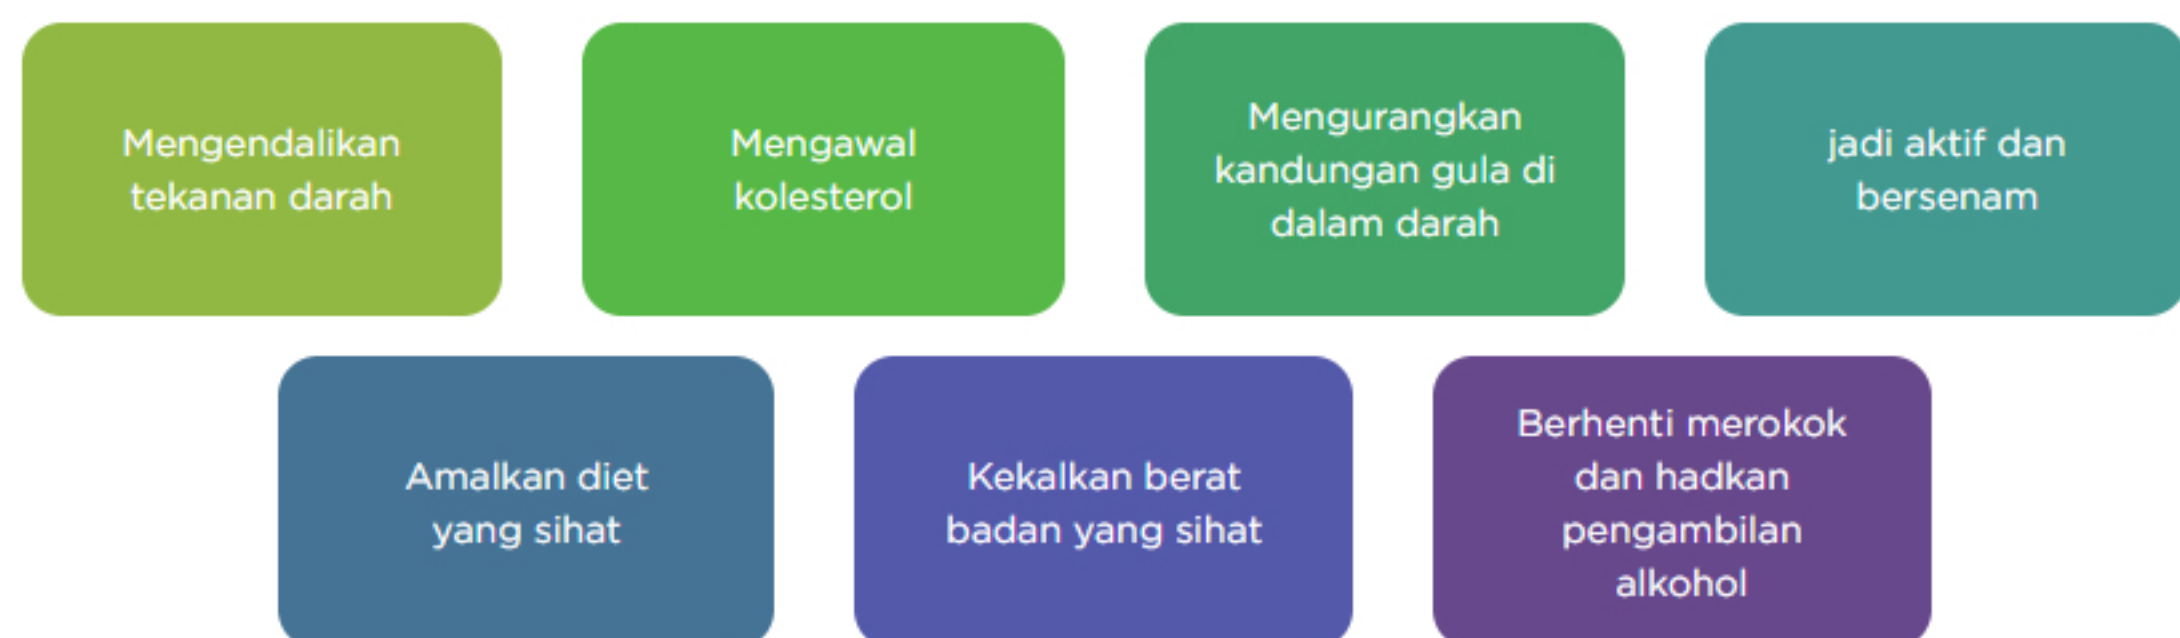 Mengendalikan
tekanan darah
Mengawal
kolesterol
Mengurangkan
kandungan gula di
dalam darah
jadi aktif dan
bersenam
Amalkan diet
yang sihat
Kekalkan berat
badan yang sihat
Berhenti merokok
dan hadkan
pengambilan
alkohol